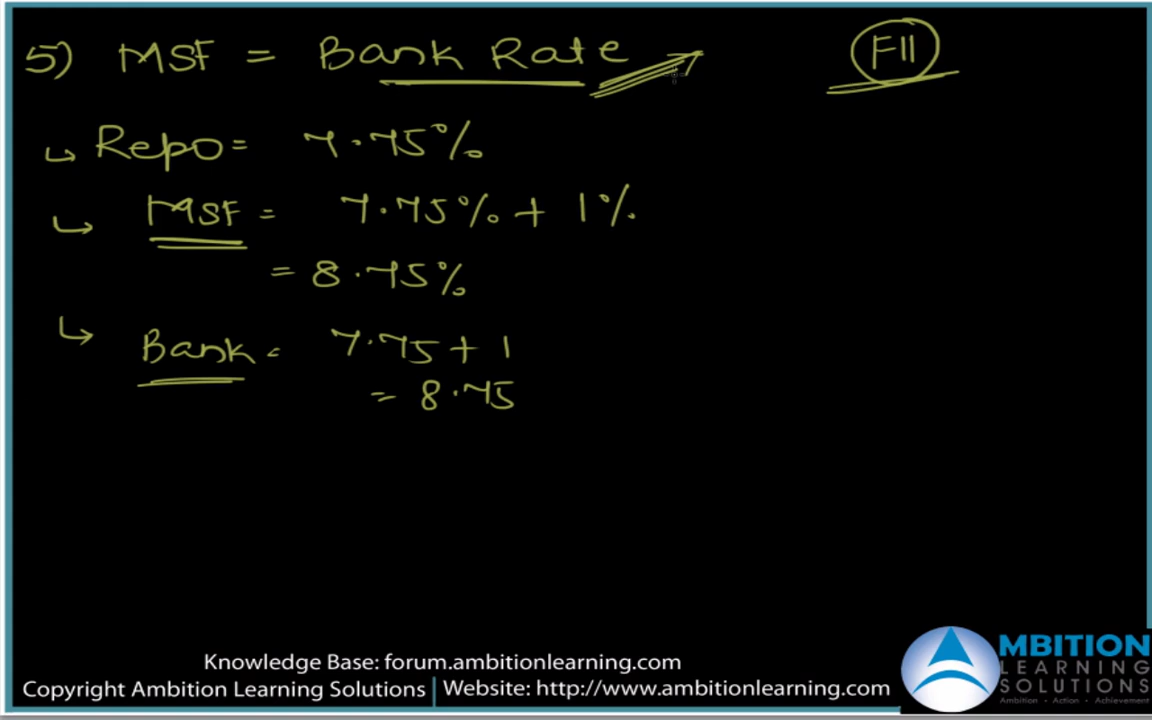 5) MSF = Bank Rate
FII
↳ Repo = 7.75%
↳ MSF = 7.75% + 1%
= 8.75%
↳ Bank = 7.75 + 1
= 8.75
Knowledge Base: forum.ambitionlearning.com
Copyright Ambition Learning Solutions | Website: http://www.ambitionlearning.com
AMBITION
LEARNING
SOLUTIONS
Ambition • Action • Achievement